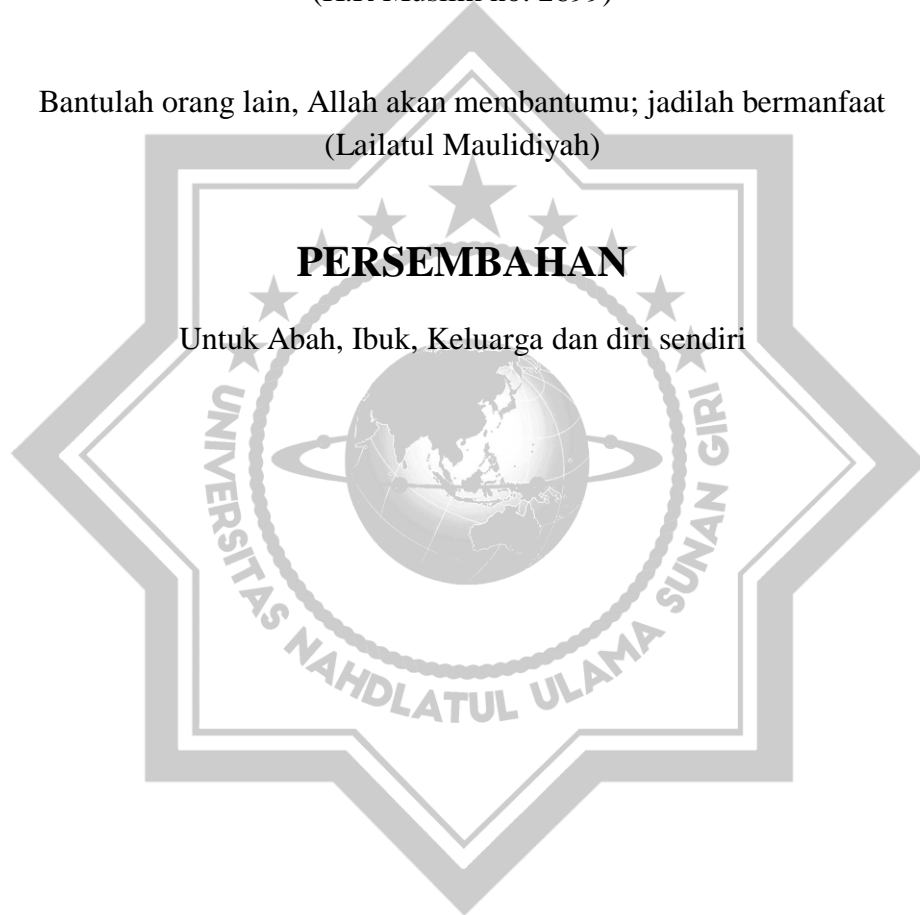 Bantulah orang lain, Allah akan membantumu; jadilah bermanfaat
(Lailatul Maulidiyah)
PERSEMBAHAN
Untuk Abah, Ibuk, Keluarga dan diri sendiri
UNIVERSITAS NAHDLATUL ULAMA SUNAN GIRI